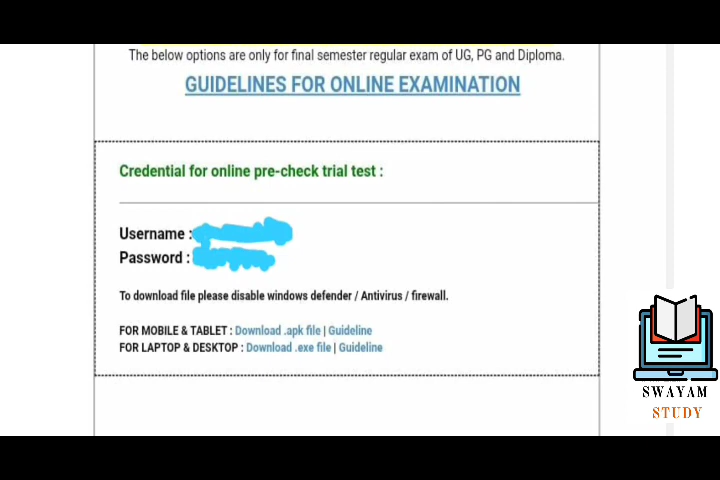 The below options are only for final semester regular exam of UG, PG and Diploma.
GUIDELINES FOR ONLINE EXAMINATION
Credential for online pre-check trial test :
Username :
Password :
To download file please disable windows defender / Antivirus / firewall.
FOR MOBILE & TABLET : Download .apk file | Guideline
FOR LAPTOP & DESKTOP : Download .exe file | Guideline
SWAYAM
STUDY